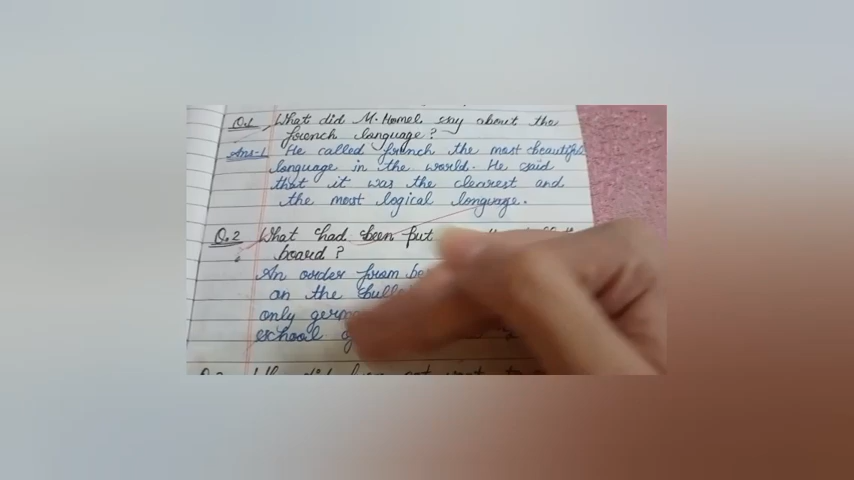 Q.1 What did M. Hamel say about the
french language?
Ans-1 He called french the most beautiful
language in the world. He said
that it was the clearest and
the most logical language.
Q.2 What had been put
board?
An order from be
on the bulle
only germ
school